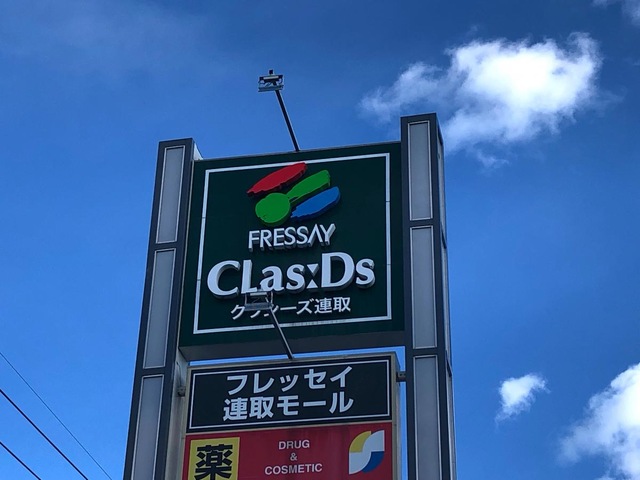 FRESSAY
CLas:Ds
クラシーズ連取
フレッセイ
連取モール
薬
DRUG
&
COSMETIC